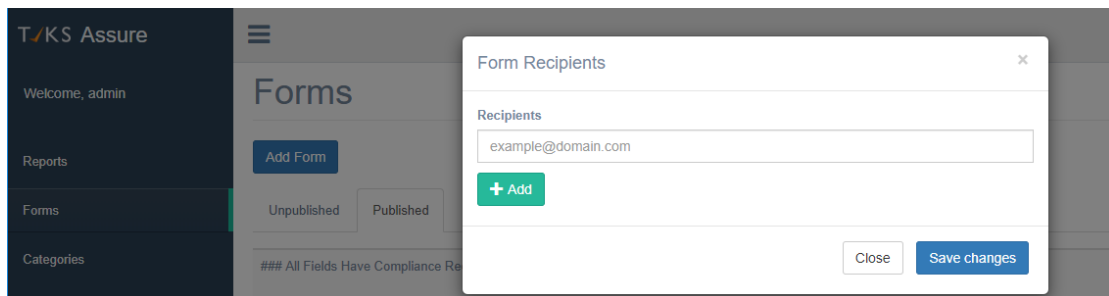 TAKS Assure
Welcome, admin
Reports
Forms
Categories
Forms
Add Form
Unpublished Published
### All Fields Have Compliance Re
Form Recipients ×
Recipients
example@domain.com
+ Add
Close Save changes